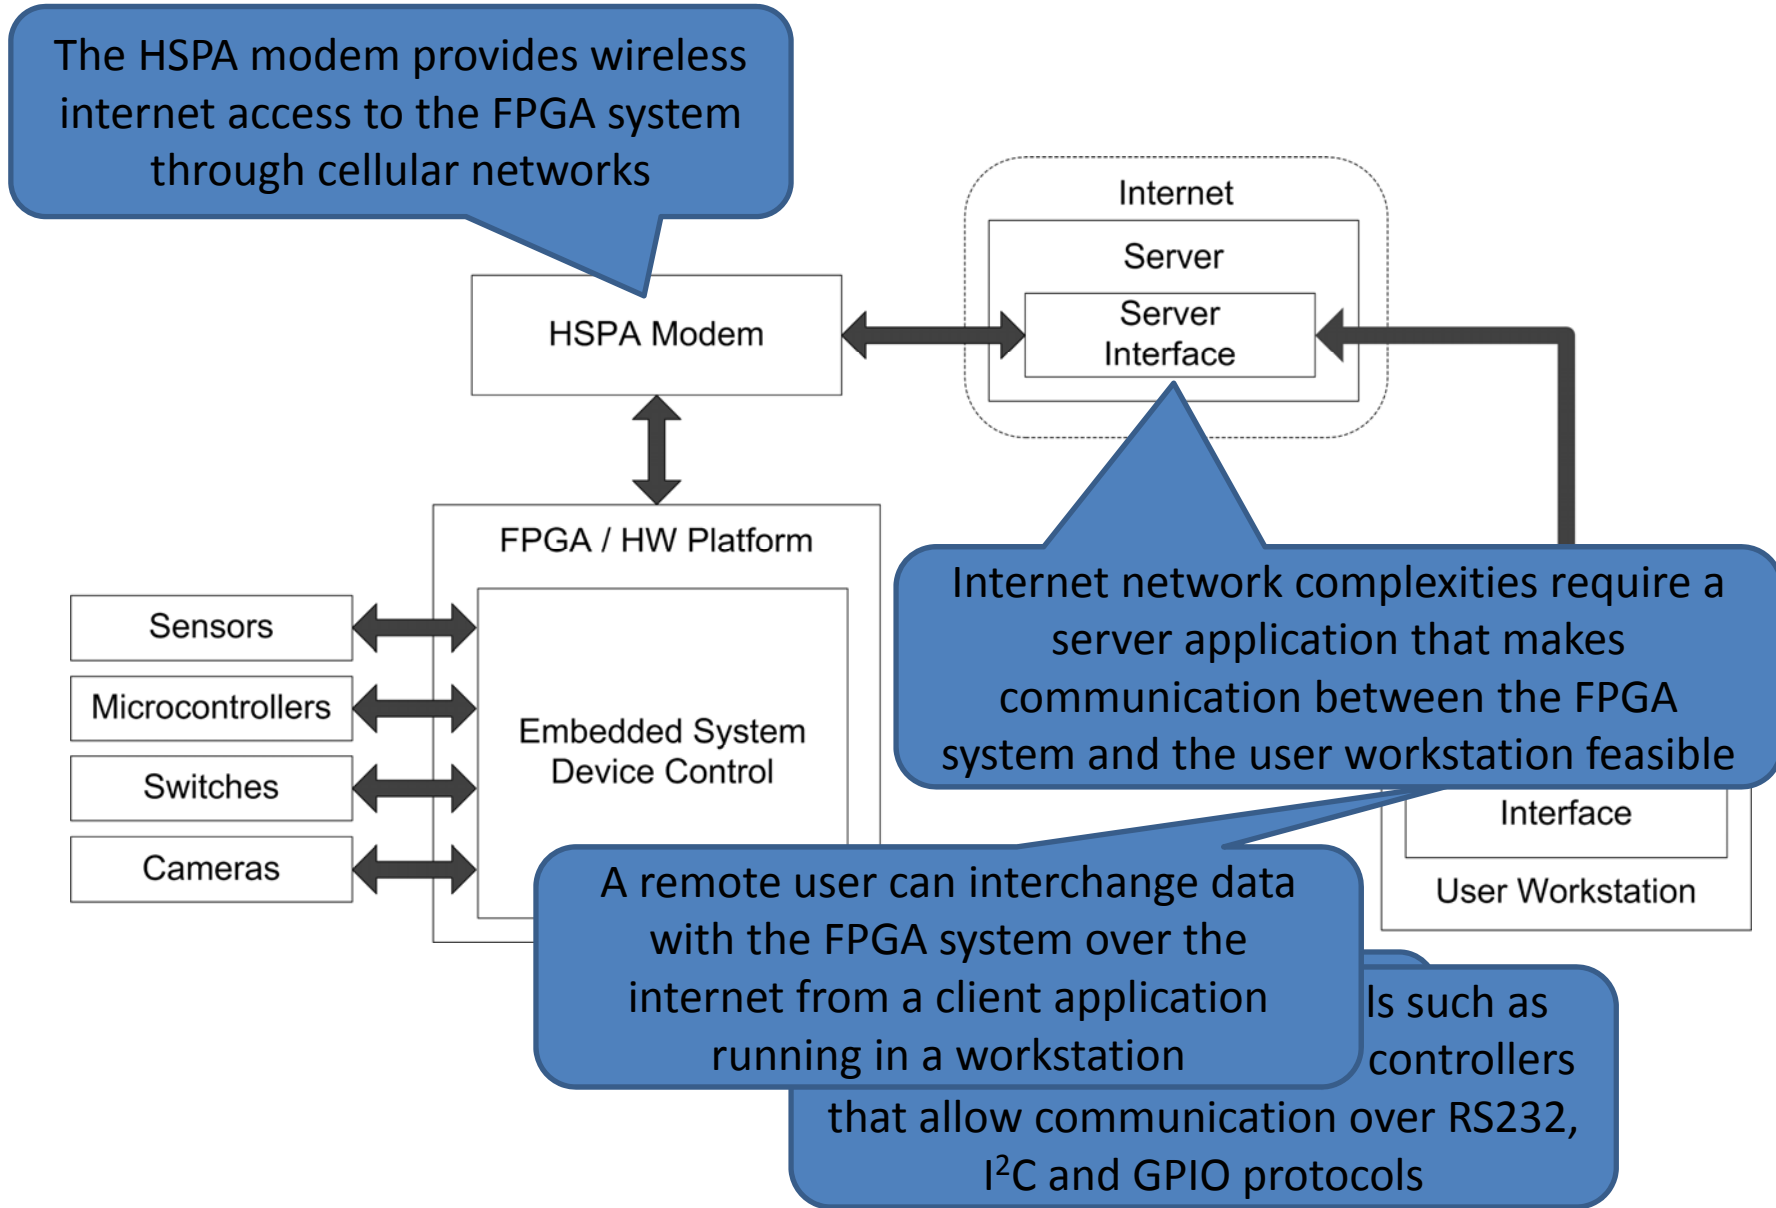 The HSPA modem provides wireless
internet access to the FPGA system
through cellular networks
Internet
Server
Server
Interface
HSPA Modem
FPGA / HW Platform
Embedded System
Device Control
Sensors
Microcontrollers
Switches
Cameras
Internet network complexities require a
server application that makes
communication between the FPGA
system and the user workstation feasible
Interface
User Workstation
A remote user can interchange data
with the FPGA system over the
internet from a client application
running in a workstation
such as
controllers
that allow communication over RS232,
I²C and GPIO protocols